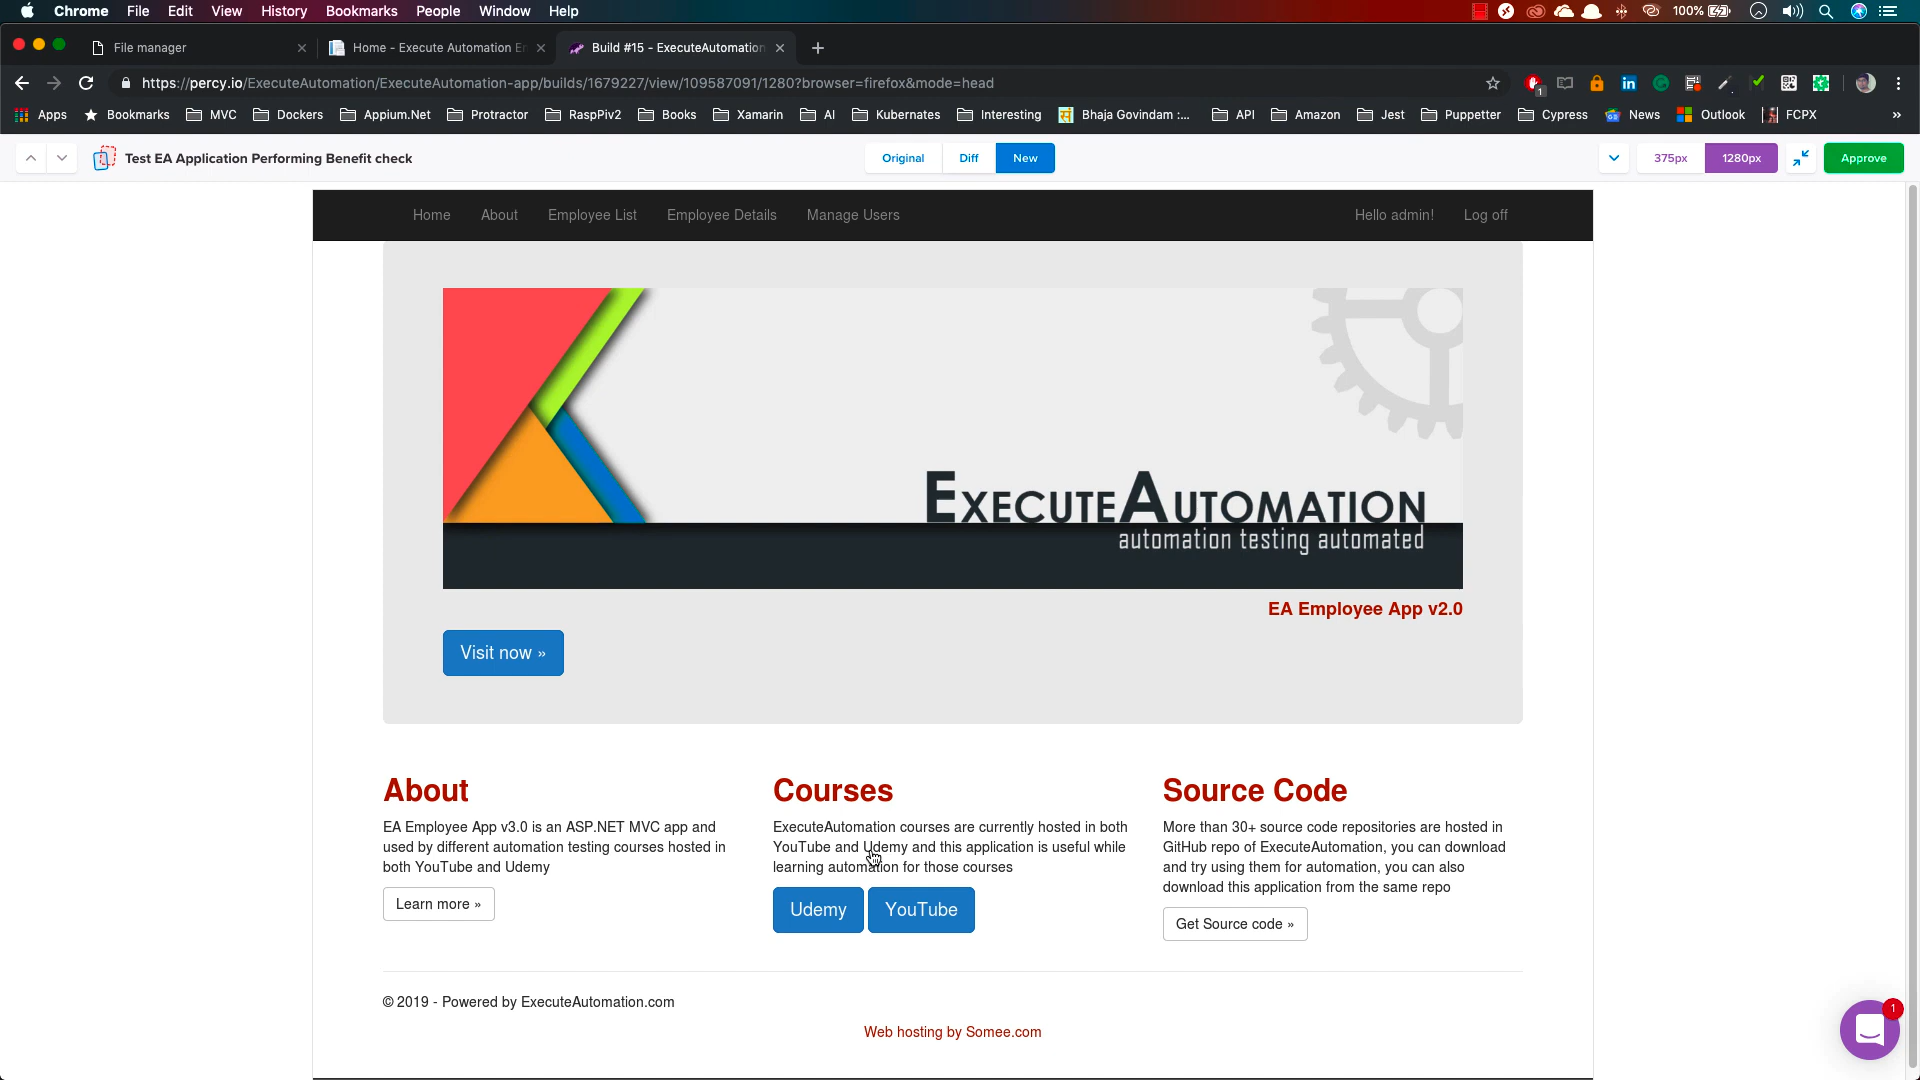 Chrome File Edit View History Bookmarks People Window Help 100%
File manager
Home - Execute Automation En
Build #15 - ExecuteAutomation
https://percy.io/ExecuteAutomation/ExecuteAutomation-app/builds/1679227/view/109587091/1280?browser=firefox&mode=head
1
Apps Bookmarks MVC Dockers Appium.Net Protractor RaspPiv2 Books Xamarin AI Kubernates Interesting Bhaja Govindam :... API Amazon Jest Puppetter Cypress News Outlook FCPX »
Test EA Application Performing Benefit check
Original Diff New
375px 1280px Approve
Home About Employee List Employee Details Manage Users Hello admin! Log off
EXECUTEAUTOMATION
automation testing automated
EA Employee App v2.0
Visit now »
About
EA Employee App v3.0 is an ASP.NET MVC app and
used by different automation testing courses hosted in
both YouTube and Udemy
Learn more »
Courses
ExecuteAutomation courses are currently hosted in both
YouTube and Udemy and this application is useful while
learning automation for those courses
Udemy YouTube
Source Code
More than 30+ source code repositories are hosted in
GitHub repo of ExecuteAutomation, you can download
and try using them for automation, you can also
download this application from the same repo
Get Source code »
© 2019 - Powered by ExecuteAutomation.com
Web hosting by Somee.com
1